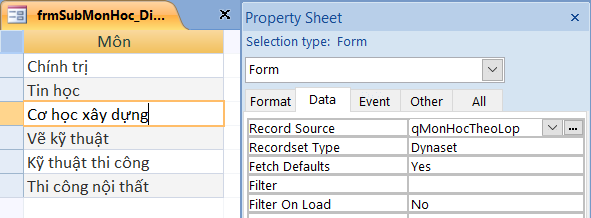 frmSubMonHoc_Di...
Môn
Chính trị
Tin học
Cơ học xây dựng
Vẽ kỹ thuật
Kỹ thuật thi công
Thi công nội thất
Property Sheet
Selection type: Form
Form
Format Data Event Other All
Record Source qMonHocTheoLop ...
Recordset Type Dynaset
Fetch Defaults Yes
Filter
Filter On Load No